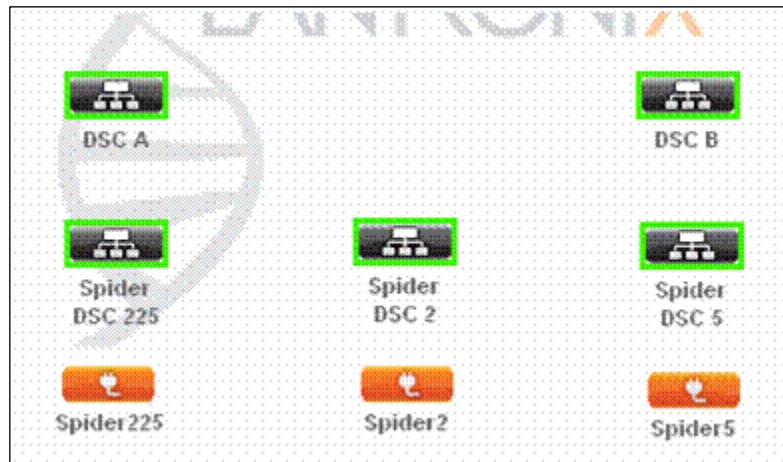 DSC A
DSC B
Spider
DSC 225
Spider
DSC 2
Spider
DSC 5
Spider225
Spider2
Spider5